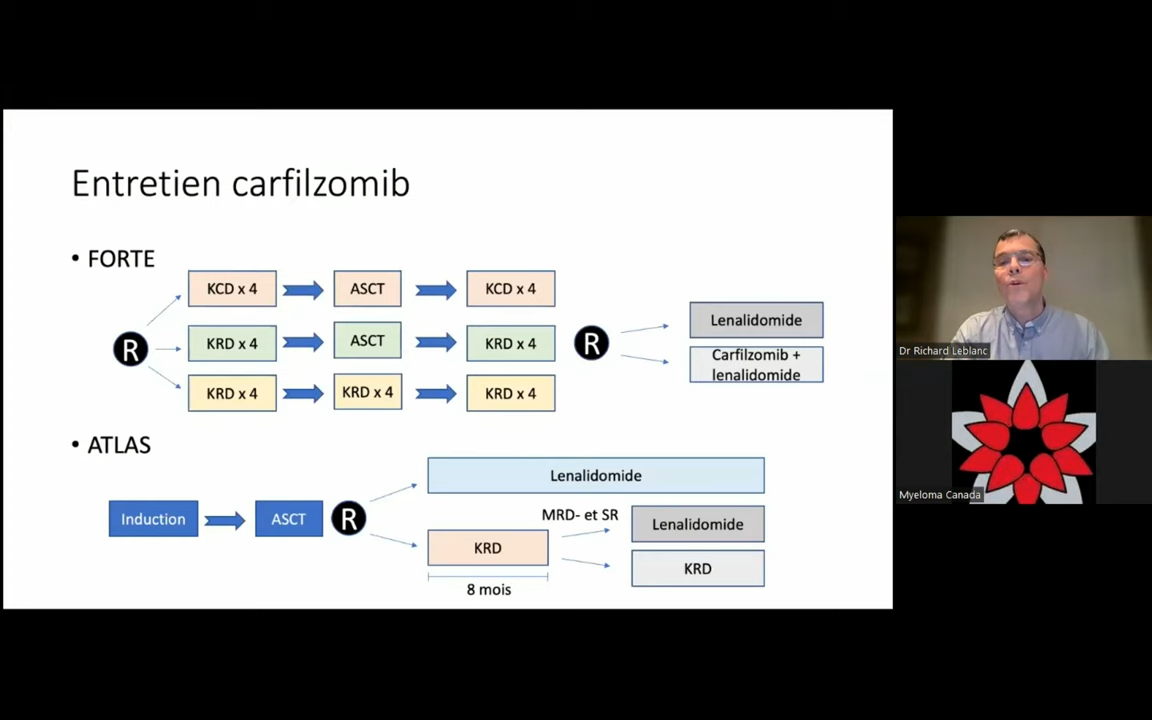 Entretien carfilzomib
• FORTE
KCD x 4
ASCT
KCD x 4
R
KRD x 4
ASCT
KRD x 4
KRD x 4
KRD x 4
KRD x 4
R
Lenalidomide
Carfilzomib +
lenalidomide
• ATLAS
Induction
ASCT
R
Lenalidomide
KRD
8 mois
MRD- et SR
Lenalidomide
KRD
Dr Richard Leblanc
Myeloma Canada